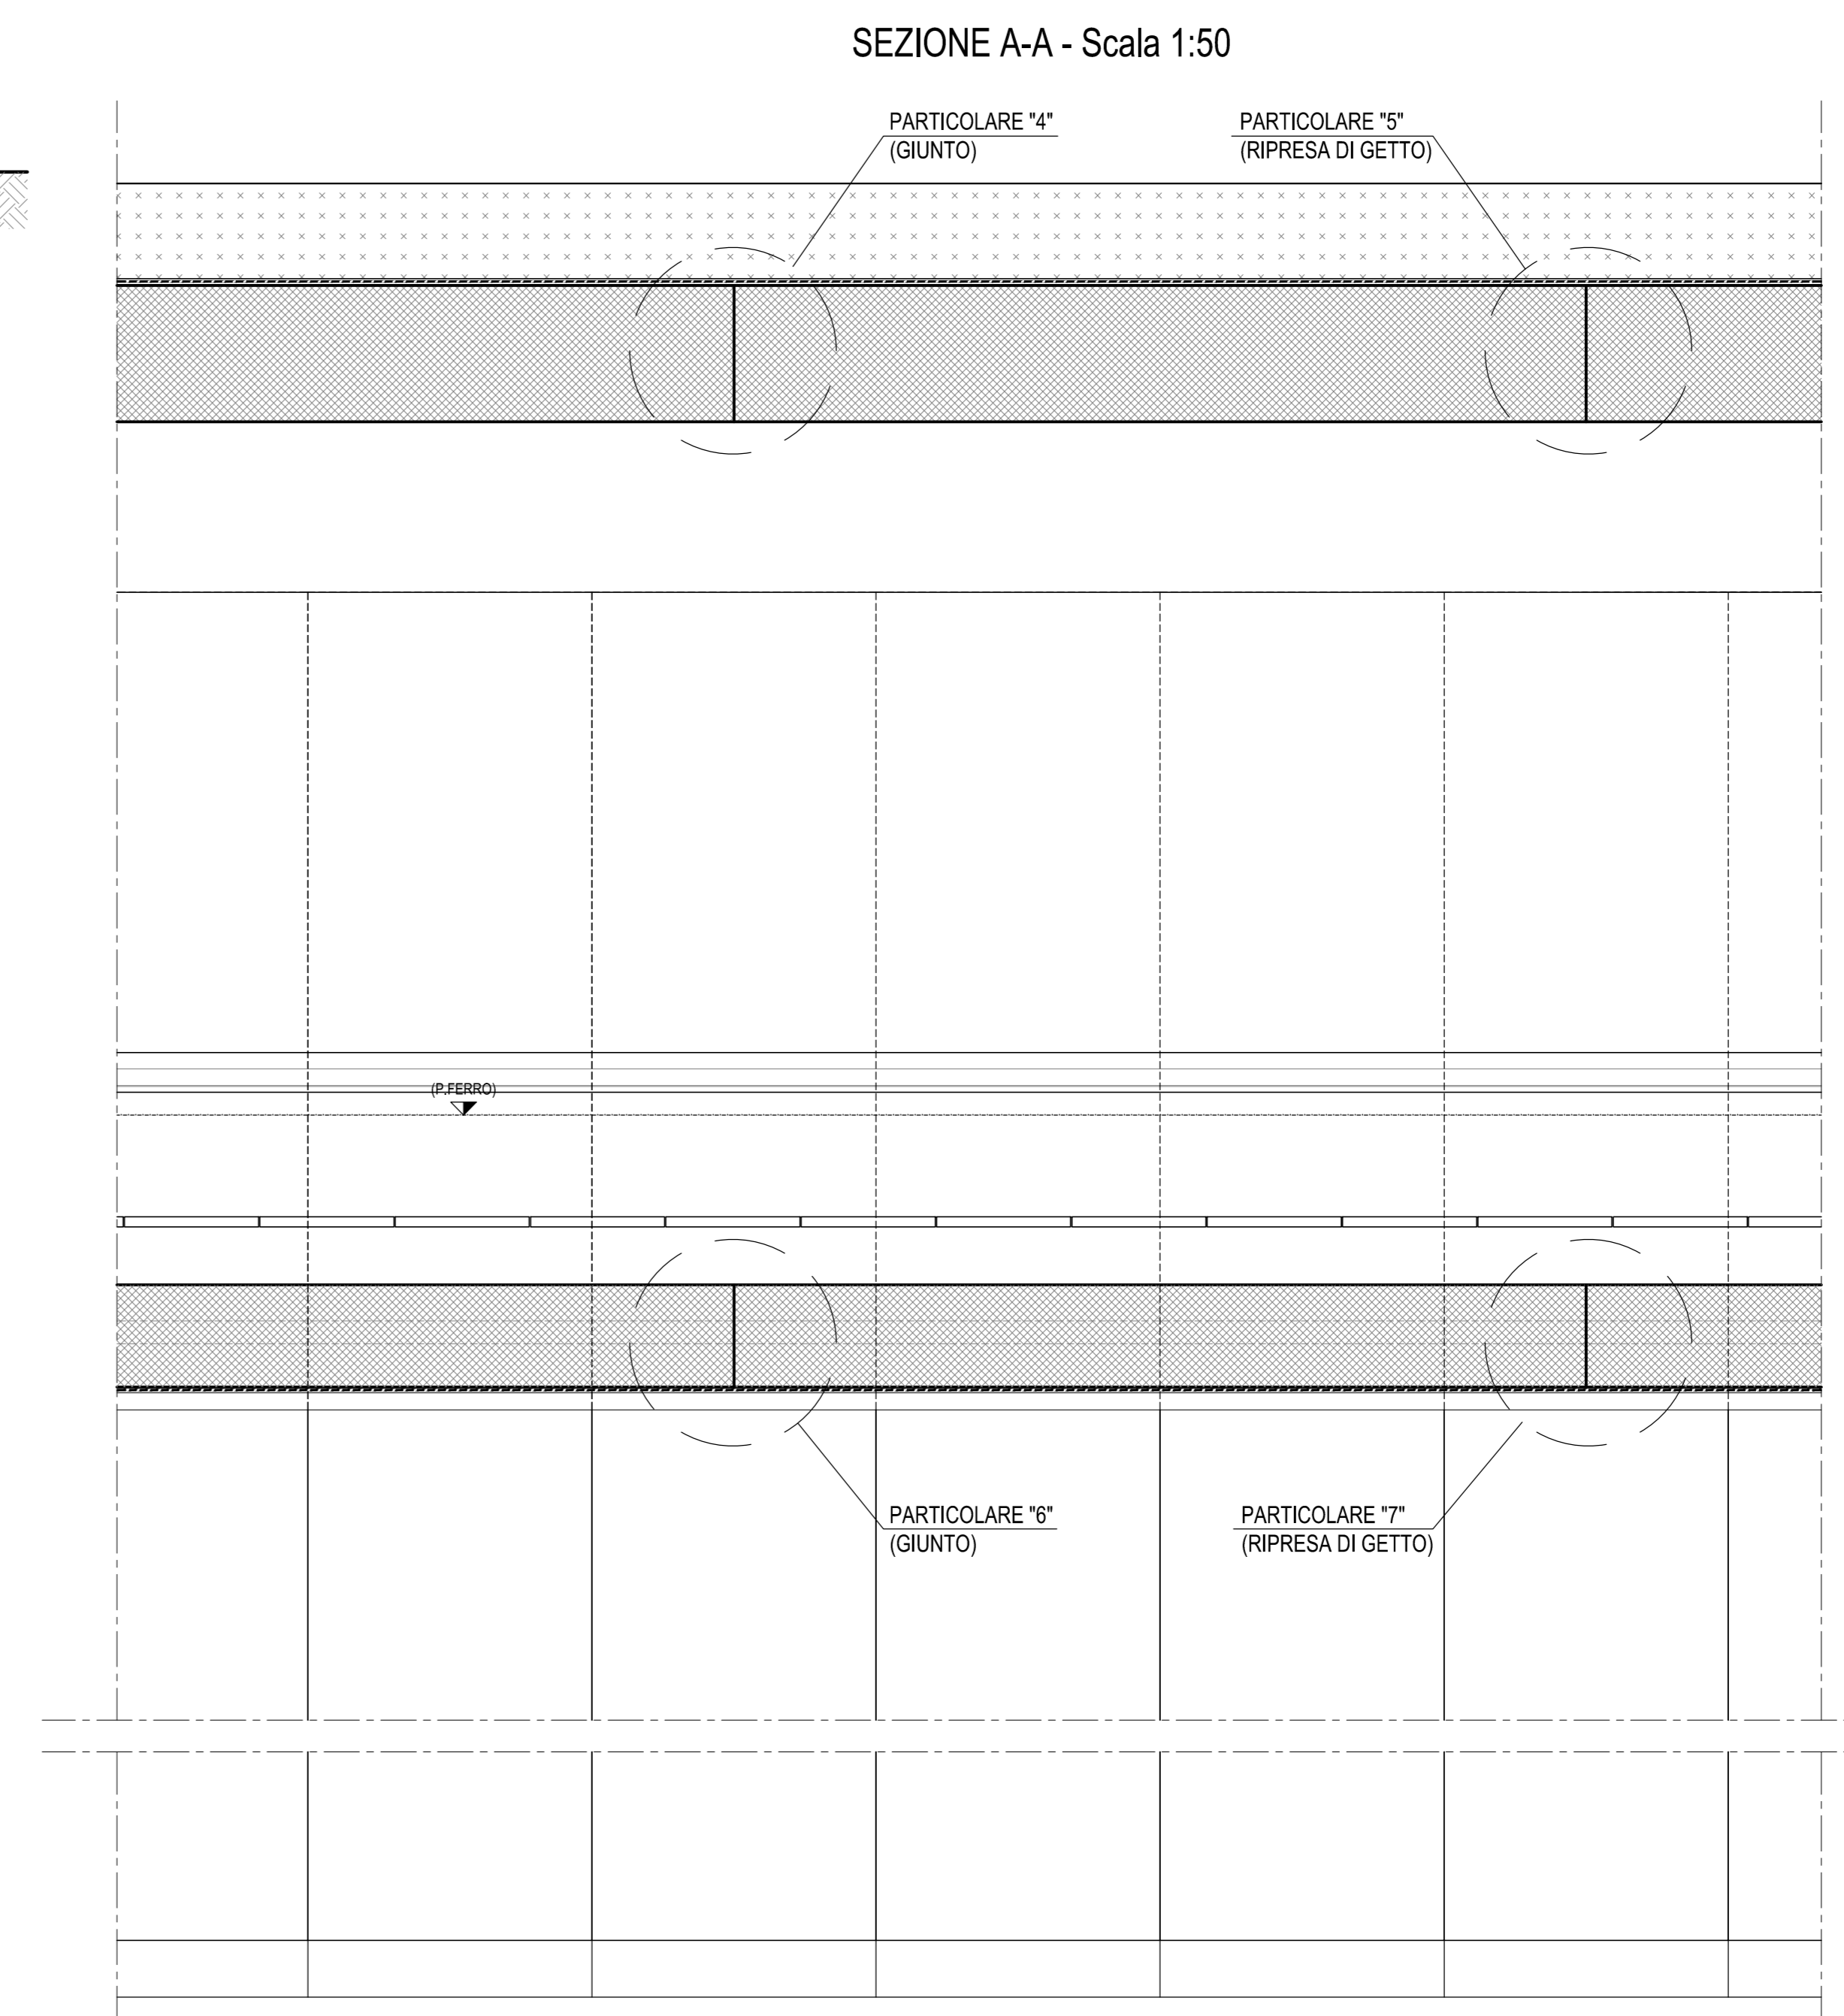 SEZIONE A-A - Scala 1:50
PARTICOLARE "4"
(GIUNTO)
PARTICOLARE "5"
(RIPRESA DI GETTO)
(P.FERRO)
PARTICOLARE "6"
(GIUNTO)
PARTICOLARE "7"
(RIPRESA DI GETTO)